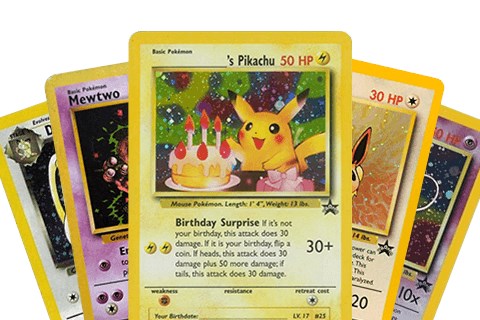 Basic Pokémon
's Pikachu 50 HP
Mouse Pokémon. Length: 1' 4", Weight: 13 lbs.
Birthday Surprise If it's not
your birthday, this attack does 30
damage. If it is your birthday, flip a
coin. If heads, this attack does 30
damage plus 50 more damage; if
tails, this attack does 30 damage.
30+
weakness resistance retreat cost
Your Birthdate:
LV. 17 #25
Basic Pokémon
Mewtwo
Evolves
D
30 HP
14 lbs.
20
10x